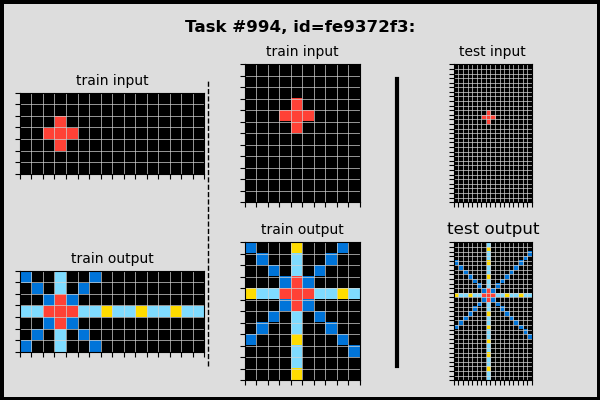 Task #994, id=fe9372f3:
train input
train input
test input
train output
train output
test output